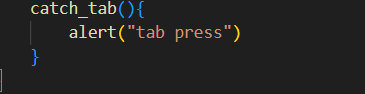 catch_tab(){
alert("tab press")
}